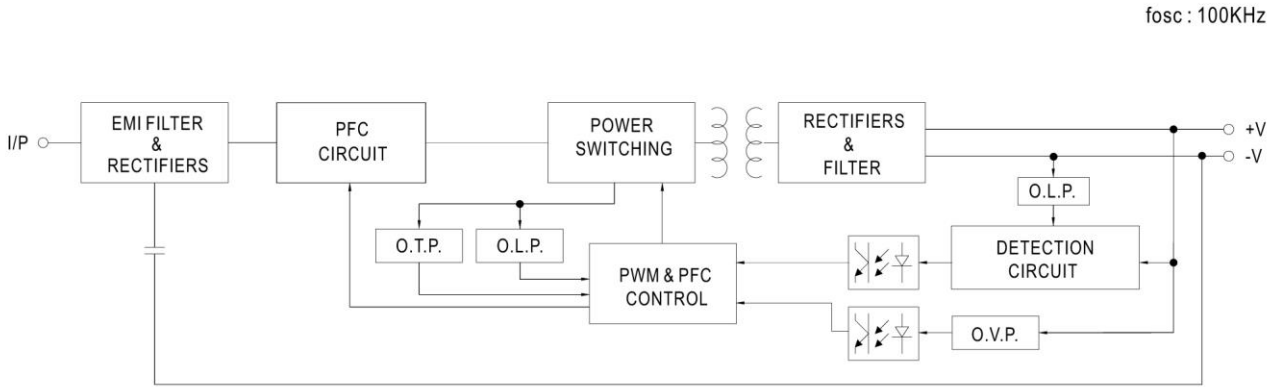 fosc : 100KHz
I/P
EMI FILTER
&
RECTIFIERS
PFC
CIRCUIT
POWER
SWITCHING
RECTIFIERS
&
FILTER
+V
-V
O.L.P.
O.T.P.
O.L.P.
PWM & PFC
CONTROL
DETECTION
CIRCUIT
O.V.P.